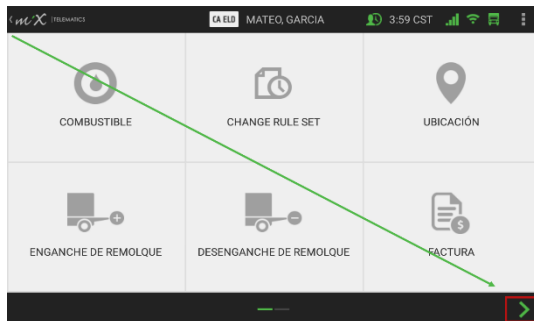 mi·X TELEMATICS CA ELD MATEO, GARCIA 3:59 CST
COMBUSTIBLE CHANGE RULE SET UBICACIÓN
ENGANCHE DE REMOLQUE DESENGANCHE DE REMOLQUE FACTURA